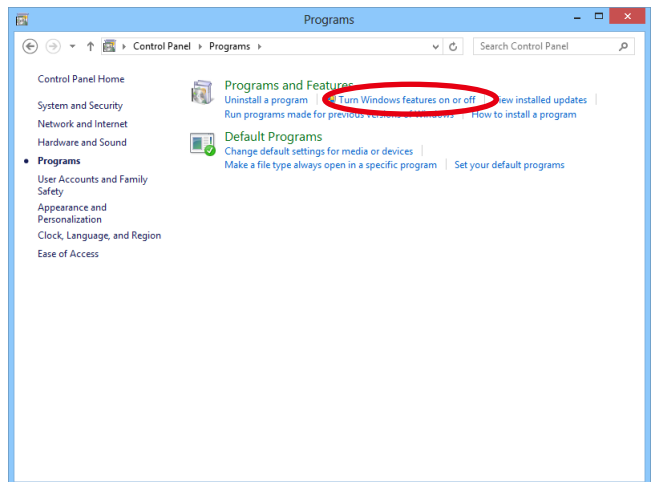 Programs
Control Panel Programs
Search Control Panel
Control Panel Home
System and Security
Network and Internet
Hardware and Sound
Programs
User Accounts and Family
Safety
Appearance and
Personalization
Clock, Language, and Region
Ease of Access
Programs and Features
Uninstall a program Turn Windows features on or off View installed updates
Run programs made for previous versions of Windows How to install a program
Default Programs
Change default settings for media or devices
Make a file type always open in a specific program Set your default programs